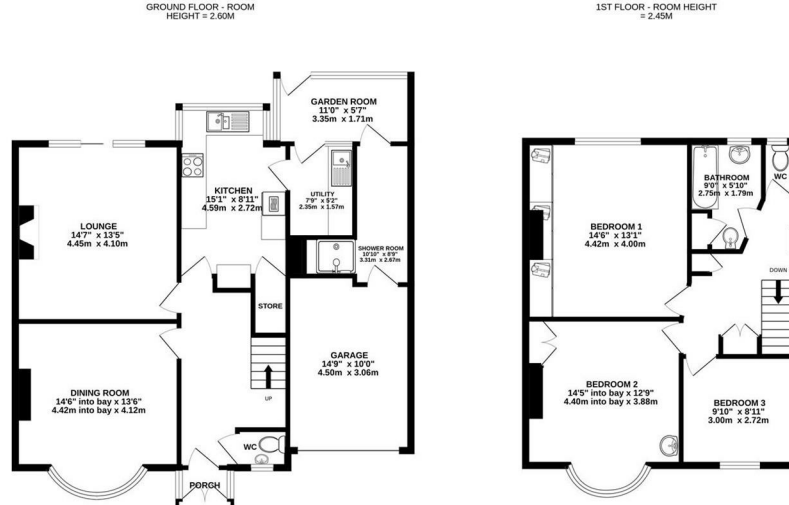 GROUND FLOOR - ROOM
HEIGHT = 2.60M
1ST FLOOR - ROOM HEIGHT
= 2.45M
GARDEN ROOM
11'0" x 5'7"
3.35m x 1.71m
KITCHEN
15'1" x 8'11"
4.59m x 2.72m
UTILITY
7'9" x 5'2"
2.35m x 1.57m
LOUNGE
14'7" x 13'5"
4.45m x 4.10m
SHOWER ROOM
10'10" x 8'9"
3.31m x 2.67m
STORE
GARAGE
14'9" x 10'0"
4.50m x 3.06m
DINING ROOM
14'6" into bay x 13'6"
4.42m into bay x 4.12m
UP
WC
PORCH
BATHROOM
9'0" x 5'10"
2.75m x 1.79m
WC
BEDROOM 1
14'6" x 13'1"
4.42m x 4.00m
DOWN
BEDROOM 2
14'5" into bay x 12'9"
4.40m into bay x 3.88m
BEDROOM 3
9'10" x 8'11"
3.00m x 2.72m